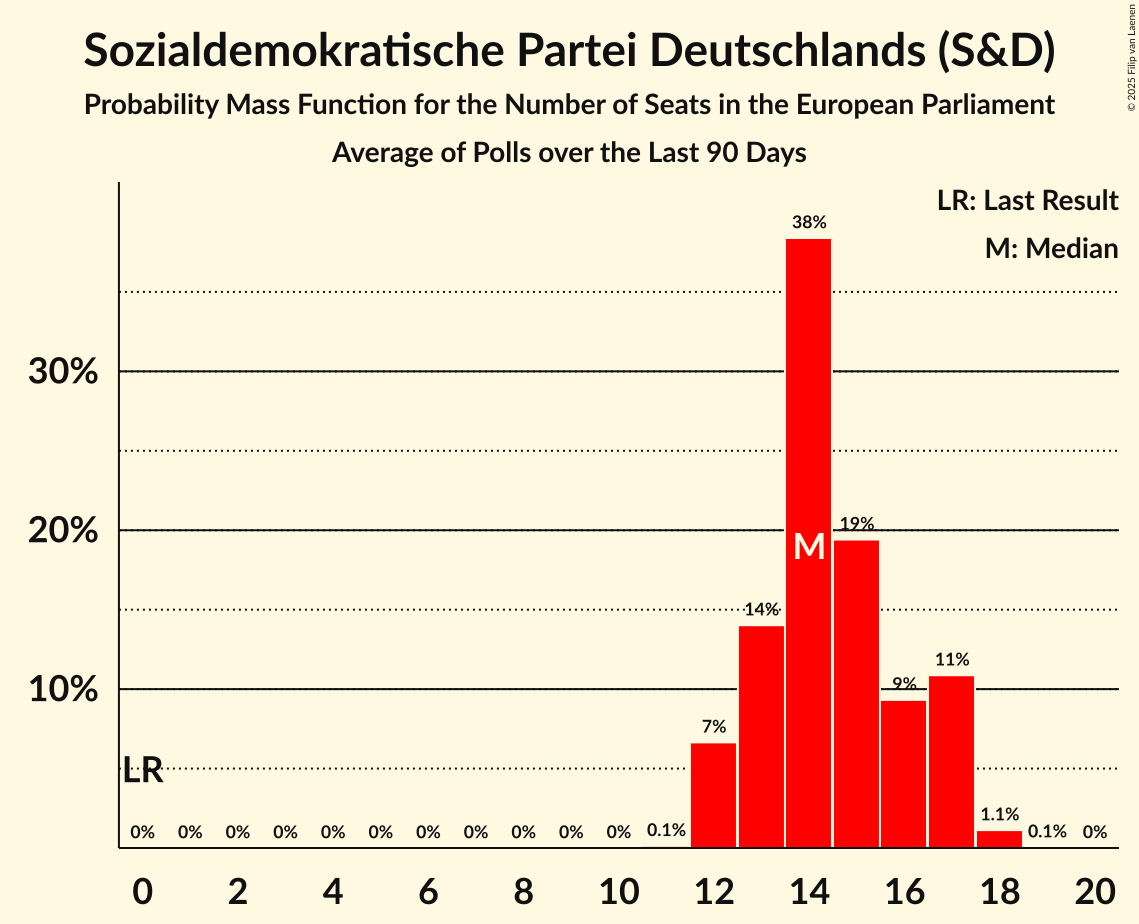 Sozialdemokratische Partei Deutschlands (S&D)
Probability Mass Function for the Number of Seats in the European Parliament
Average of Polls over the Last 90 Days
© 2025 Filip van Laenen
LR: Last Result
M: Median
38%
30%
20%
19%
M
14%
11%
10%
9%
7%
LR
1.1%
0% 0% 0% 0% 0% 0% 0% 0% 0% 0% 0% 0.1% 0.1% 0%
0 2 4 6 8 10 12 14 16 18 20